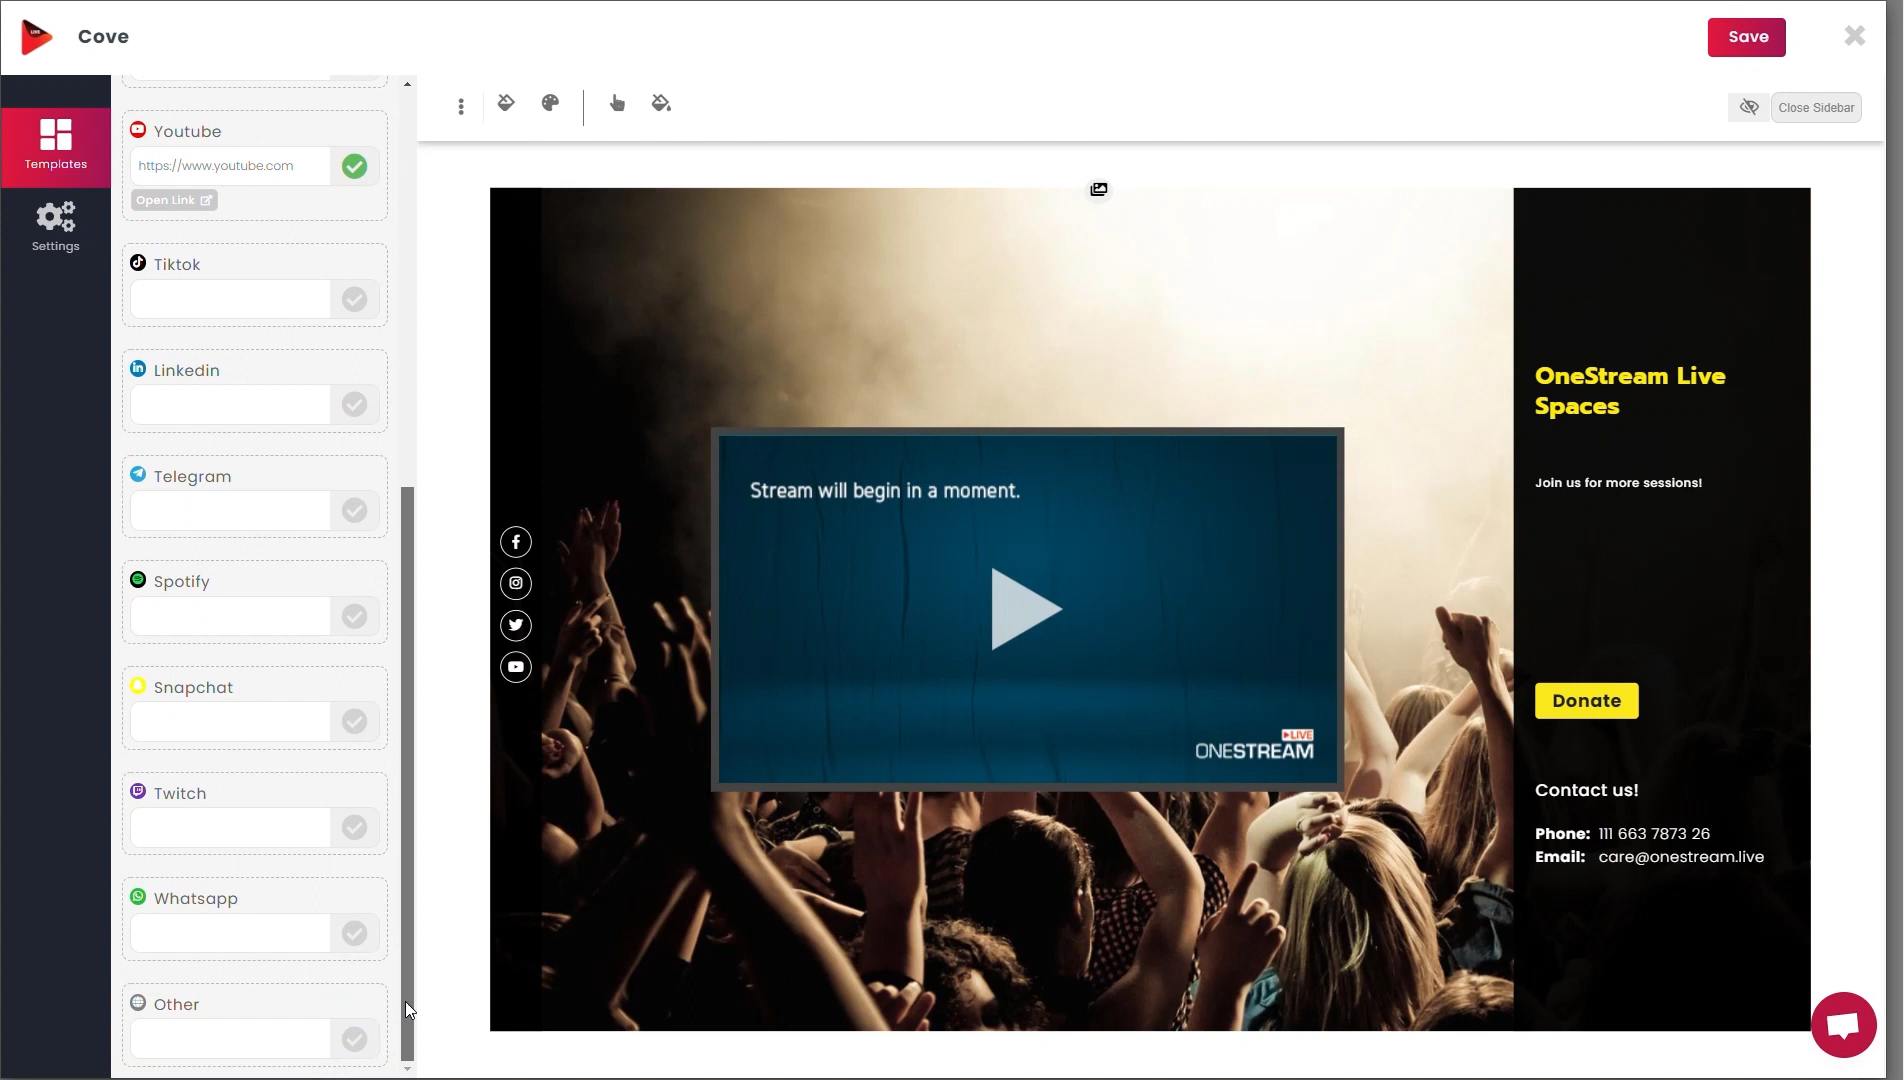 LIVE
Cove
Save
Close Sidebar
Templates
Settings
Youtube
https://www.youtube.com
Open Link
Tiktok
Linkedin
Telegram
Spotify
Snapchat
Twitch
Whatsapp
Other
Stream will begin in a moment.
LIVE
ONESTREAM
OneStream Live
Spaces
Join us for more sessions!
Donate
Contact us!
Phone: 111 663 7873 26
Email: care@onestream.live